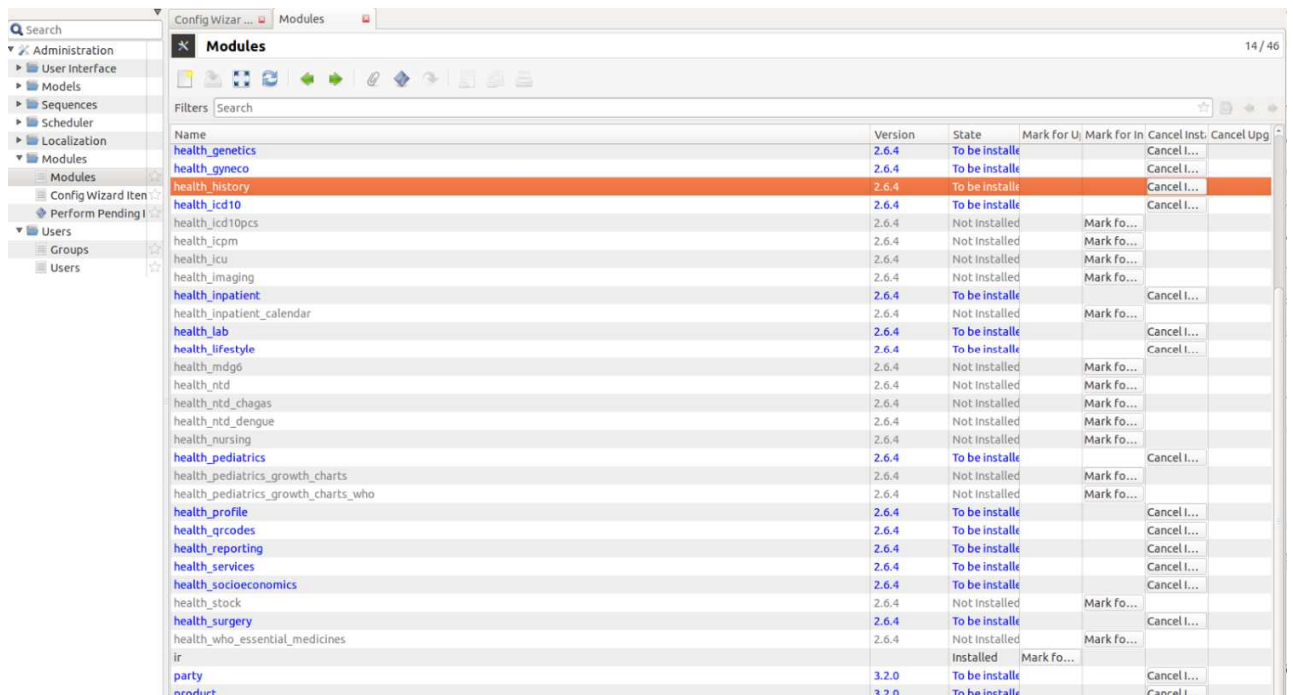 Search
Administration
User Interface
Models
Sequences
Scheduler
Localization
Modules
Modules
Config Wizard Iten
Perform Pending I
Users
Groups
Users
Config Wizar ... Modules
Modules 14 / 46
Filters Search
Name Version State Mark for U Mark for In Cancel Inst Cancel Upg
health_genetics 2.6.4 To be installe Cancel I...
health_gyneco 2.6.4 To be installe Cancel I...
health_history 2.6.4 To be installe Cancel I...
health_icd10 2.6.4 To be installe Cancel I...
health_icd10pcs 2.6.4 Not Installed Mark fo...
health_icpm 2.6.4 Not Installed Mark fo...
health_icu 2.6.4 Not Installed Mark fo...
health_imaging 2.6.4 Not Installed Mark fo...
health_inpatient 2.6.4 To be installe Cancel I...
health_inpatient_calendar 2.6.4 Not Installed Mark fo...
health_lab 2.6.4 To be installe Cancel I...
health_lifestyle 2.6.4 To be installe Cancel I...
health_mdg6 2.6.4 Not Installed Mark fo...
health_ntd 2.6.4 Not Installed Mark fo...
health_ntd_chagas 2.6.4 Not Installed Mark fo...
health_ntd_dengue 2.6.4 Not Installed Mark fo...
health_nursing 2.6.4 Not Installed Mark fo...
health_pediatrics 2.6.4 To be installe Cancel I...
health_pediatrics_growth_charts 2.6.4 Not Installed Mark fo...
health_pediatrics_growth_charts_who 2.6.4 Not Installed Mark fo...
health_profile 2.6.4 To be installe Cancel I...
health_qrcodes 2.6.4 To be installe Cancel I...
health_reporting 2.6.4 To be installe Cancel I...
health_services 2.6.4 To be installe Cancel I...
health_socioeconomics 2.6.4 To be installe Cancel I...
health_stock 2.6.4 Not Installed Mark fo...
health_surgery 2.6.4 To be installe Cancel I...
health_who_essential_medicines 2.6.4 Not Installed Mark fo...
ir Installed Mark fo...
party 3.2.0 To be installe Cancel I...
product 3.2.0 To be installe Cancel I...